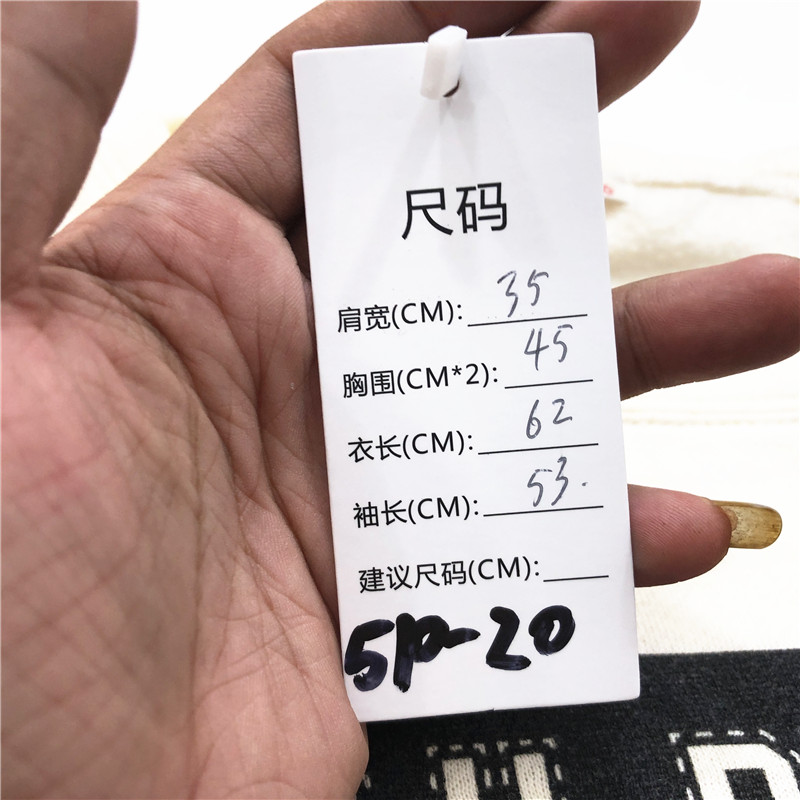 尺码
肩宽(CM): 35
胸围(CM*2): 45
衣长(CM): 62
袖长(CM): 53.
建议尺码(CM):
51P-20